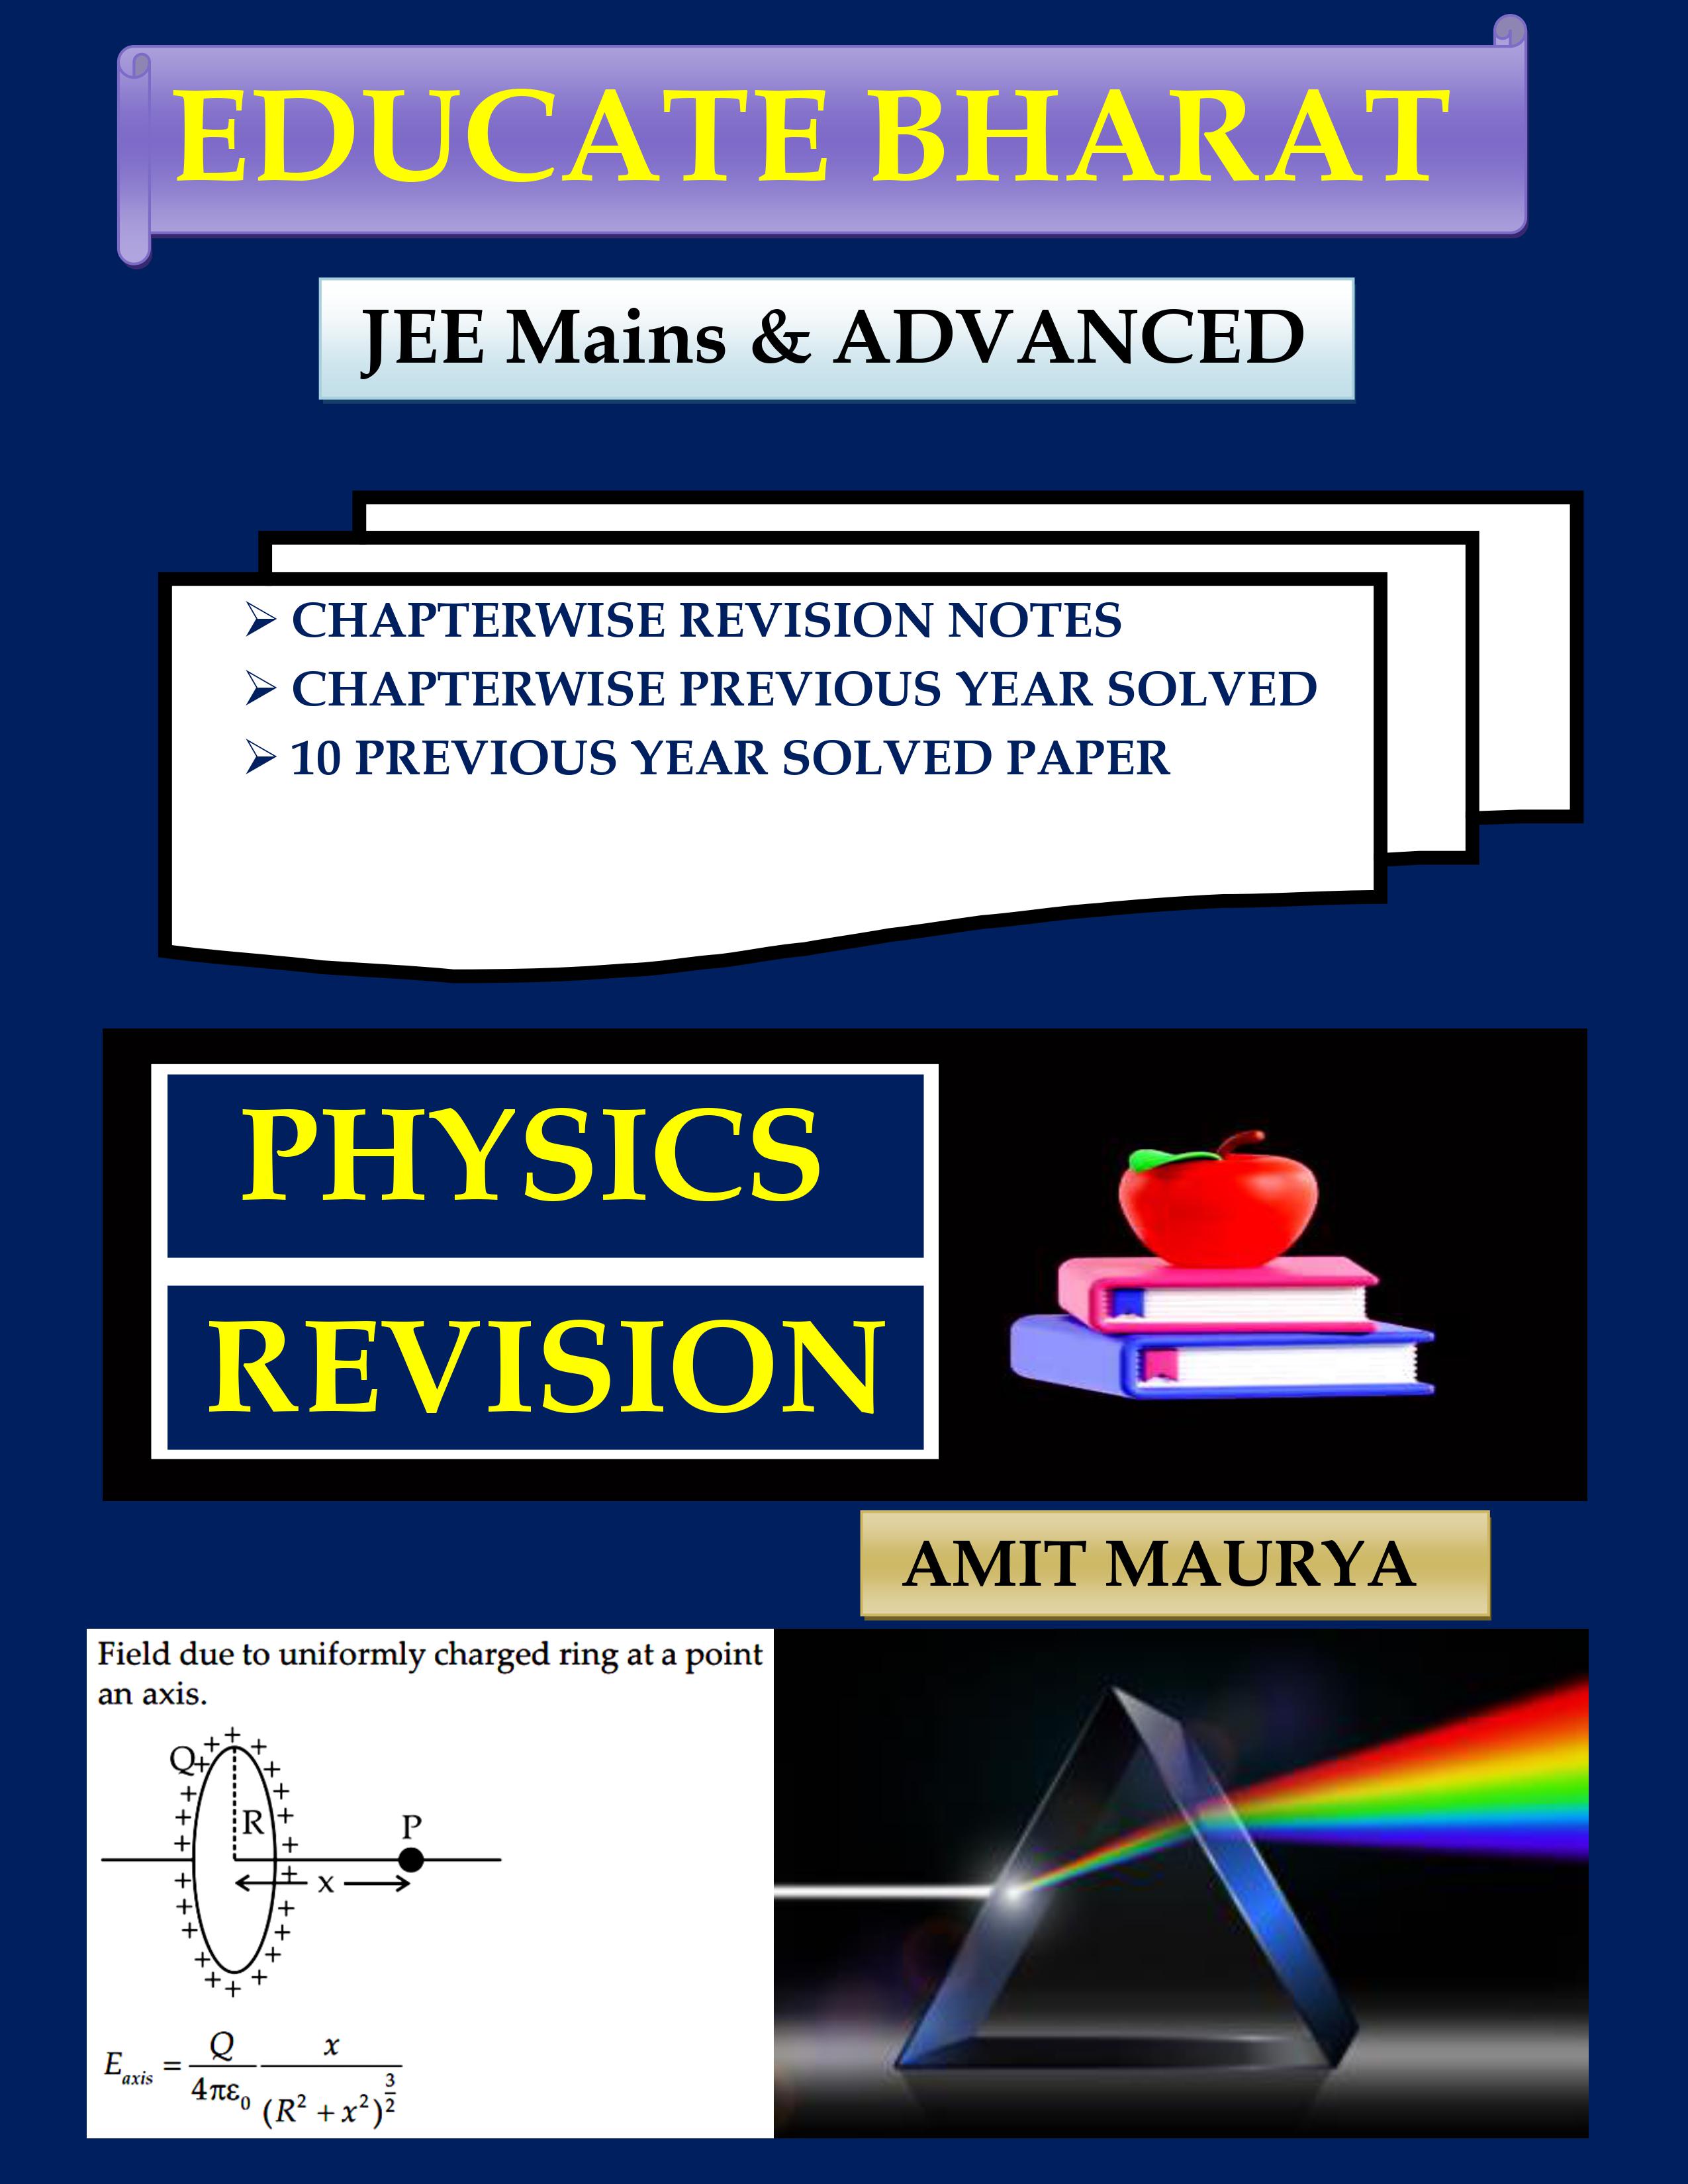 EDUCATE BHARAT
JEE Mains & ADVANCED
➢ CHAPTERWISE REVISION NOTES
➢ CHAPTERWISE PREVIOUS YEAR SOLVED
➢ 10 PREVIOUS YEAR SOLVED PAPER
PHYSICS
REVISION
AMIT MAURYA
Field due to uniformly charged ring at a point
an axis.
Q
R
P
x
E_axis = Q/(4πε₀) x/(R² + x²)^(3/2)